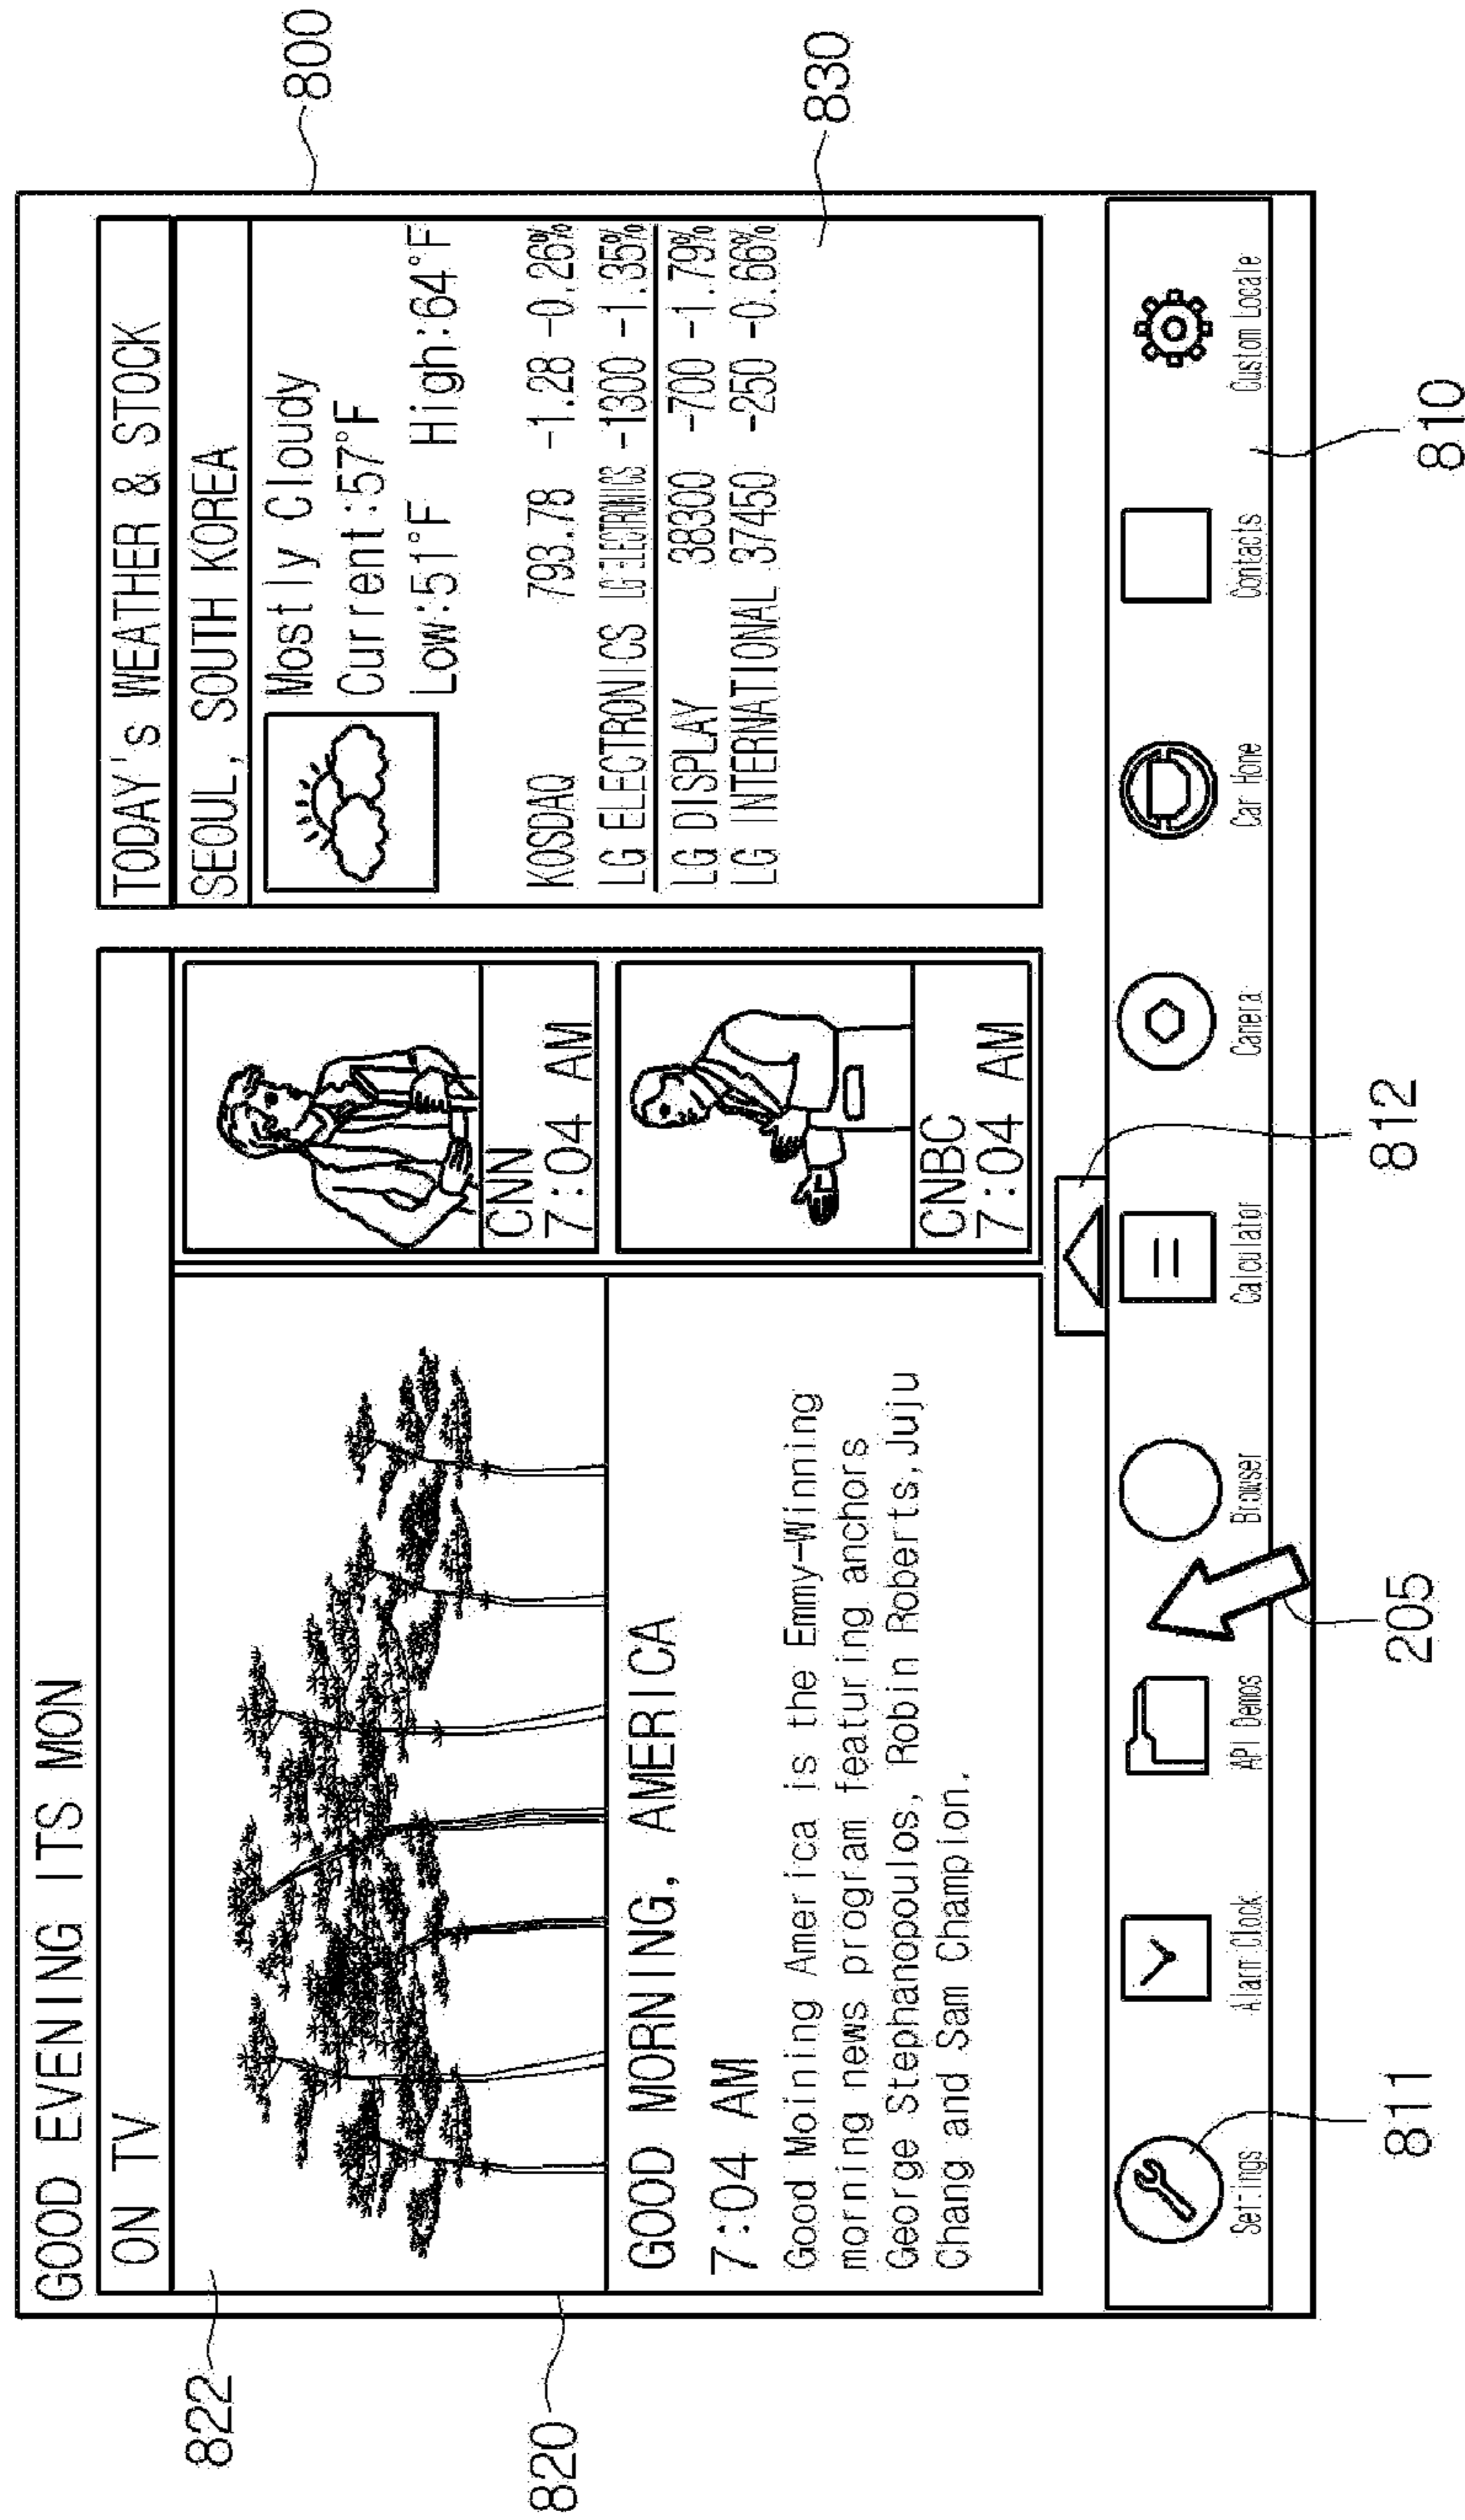 GOOD EVENING ITS MON
800
ON TV
822
820
GOOD MORNING, AMERICA
7:04 AM
Good Moining America is the Emmy-Winning
morning news program featuring anchors
George Stephanopoulos, Robin Roberts,Juju
Chang and Sam Champion.
CNN
7:04 AM
CNBC
7:04 AM
TODAY's WEATHER & STOCK
SEOUL, SOUTH KOREA
Mostly Cloudy
Current:57°F
Low:51°F High:64°F
KOSDAQ 793.78 -1.28 -0.26%
LG ELECTRONICS LG ELECTRONICS -1300 -1.35%
LG DISPLAY 38300 -700 -1.79%
LG INTERNATIONAL 37450 -250 -0.66%
830
Settings
Alarm Clock
API Demos
Browser
Calculator
Camera
Car Home
Contacts
Custom Locale
811
205
812
810